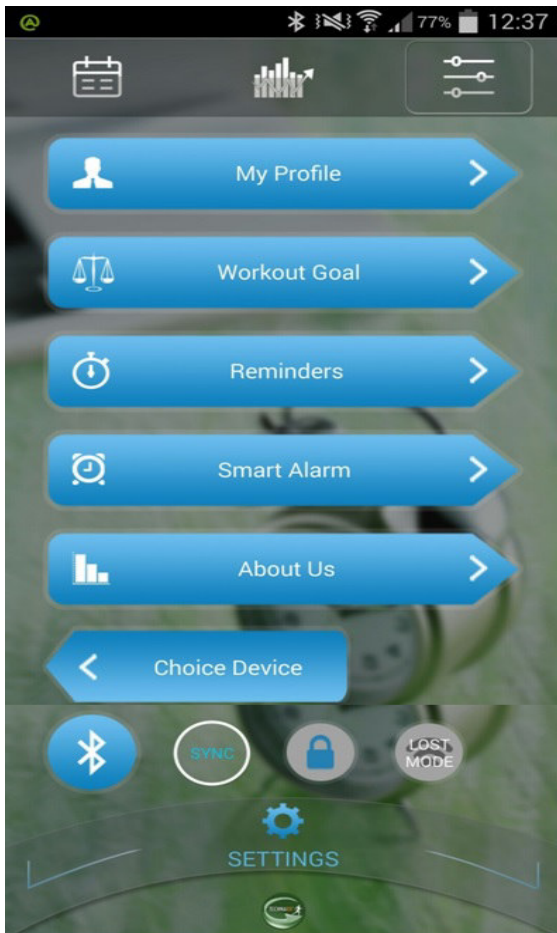 77% 12:37
My Profile
Workout Goal
Reminders
Smart Alarm
About Us
Choice Device
SYNC
LOST
MODE
SETTINGS